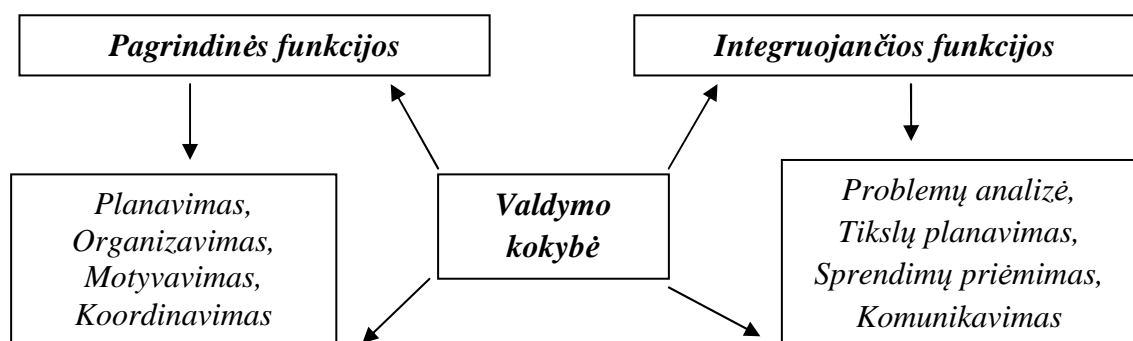 Pagrindinės funkcijos
Integruojančios funkcijos
Planavimas,
Organizavimas,
Motyvavimas,
Koordinavimas
Valdymo
kokybė
Problemų analizė,
Tikslų planavimas,
Sprendimų priėmimas,
Komunikavimas